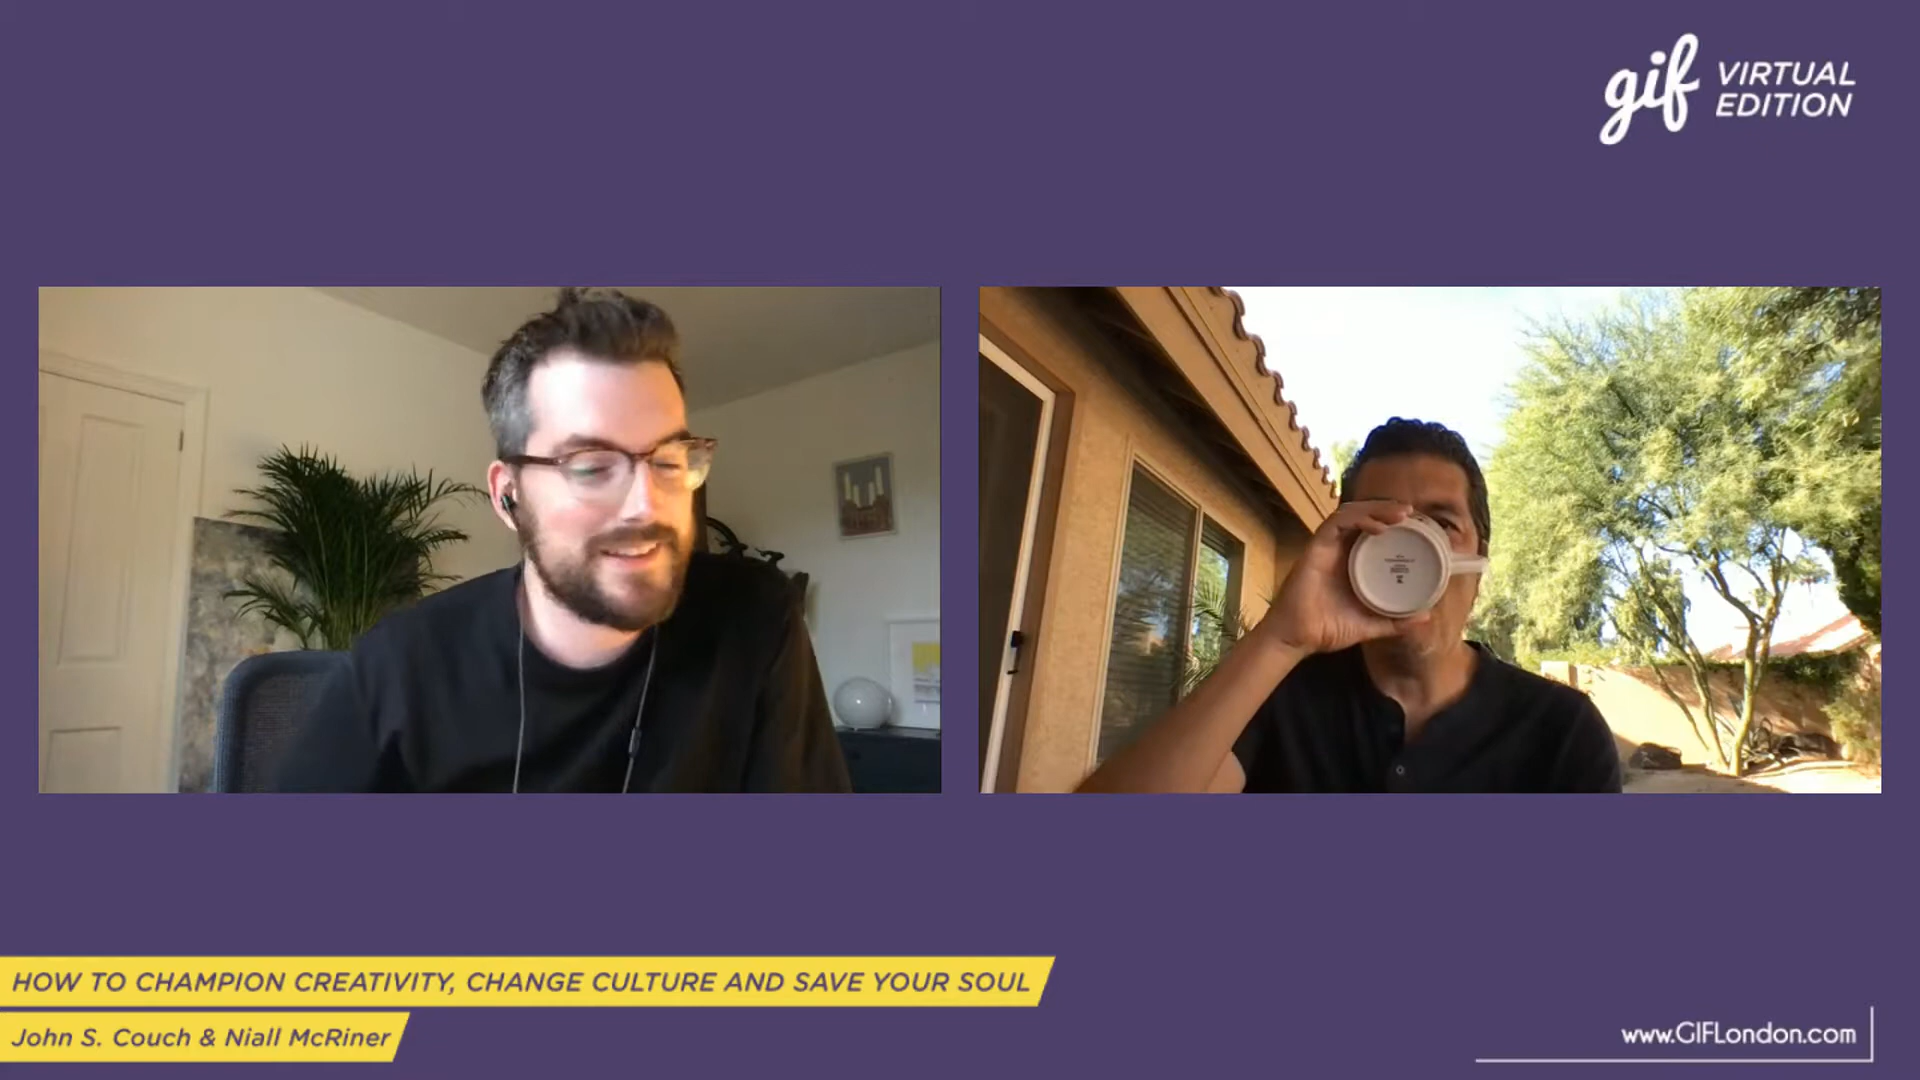 gif VIRTUAL
EDITION
HOW TO CHAMPION CREATIVITY, CHANGE CULTURE AND SAVE YOUR SOUL
John S. Couch & Niall McRiner
www.GIFLondon.com